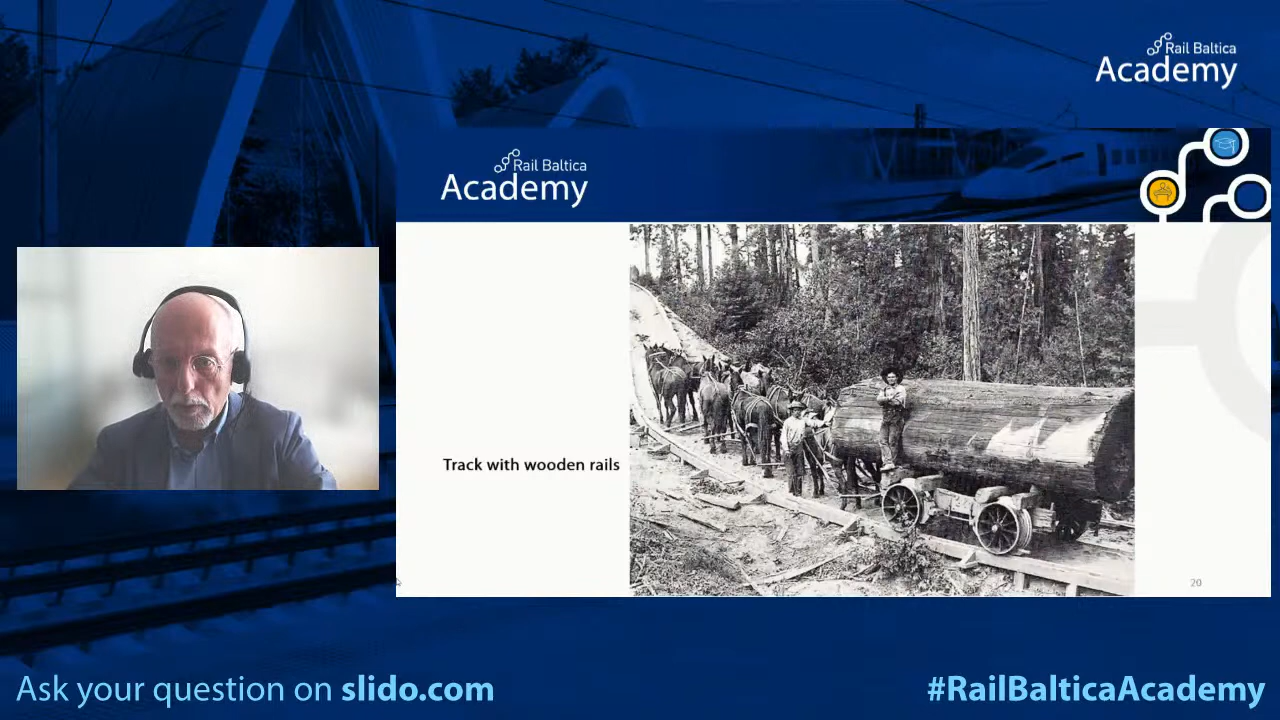 Rail Baltica
Academy
Rail Baltica
Academy
Track with wooden rails
20
Ask your question on slido.com
#RailBalticaAcademy